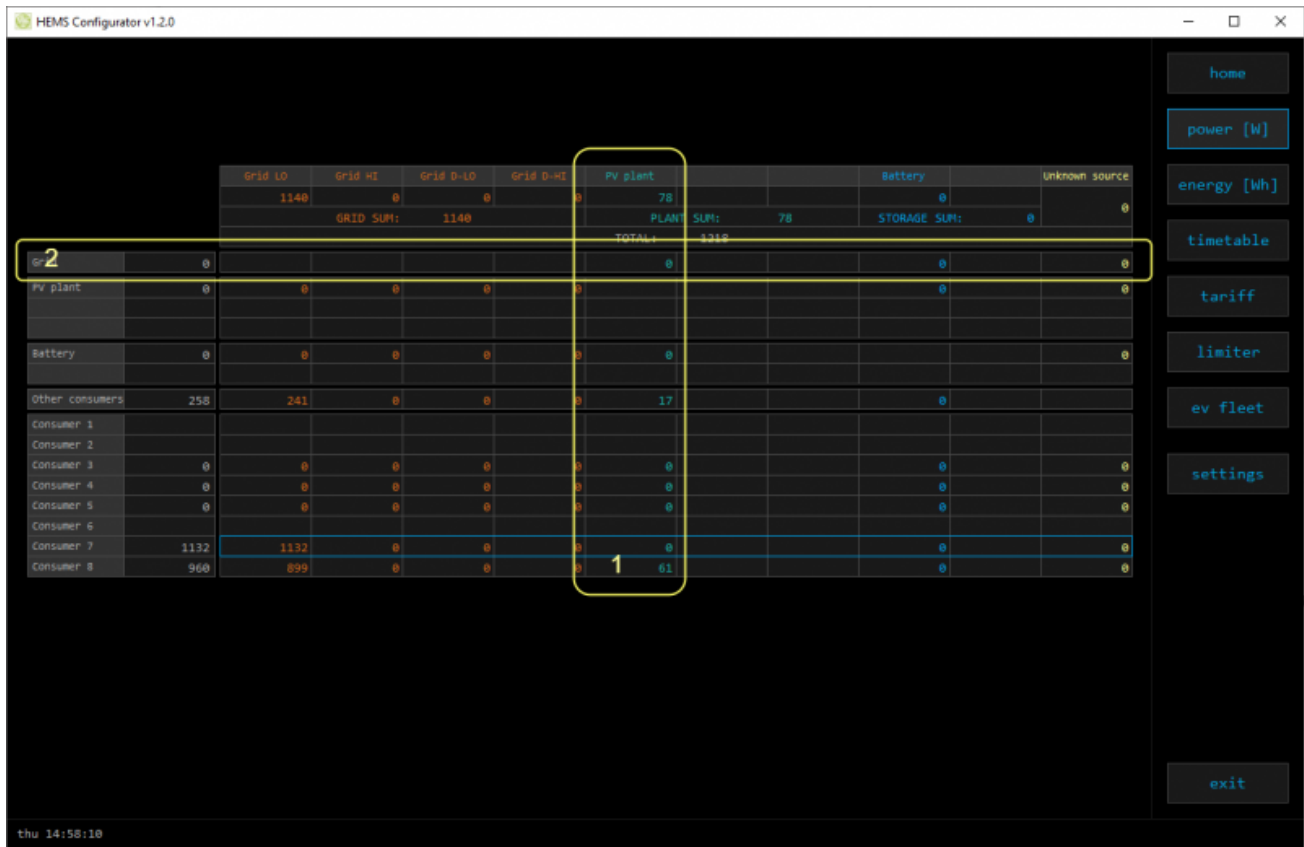 HEMS Configurator v1.2.0
home
power [W]
energy [Wh]
timetable
tariff
limiter
ev fleet
settings
exit
Grid LO Grid HI Grid D-LO Grid D-HI PV plant Battery Unknown source
1140 0 0 0 78 0 0
GRID SUM: 1140 PLANT SUM: 78 STORAGE SUM: 0
TOTAL: 1218
2
0 0 0 0
PV plant 0 0 0 0 0 0 0
Battery 0 0 0 0 0 0 0
Other consumers 258 241 0 0 0 17 0
Consumer 1
Consumer 2
Consumer 3 0 0 0 0 0 0 0 0
Consumer 4 0 0 0 0 0 0 0 0
Consumer 5 0 0 0 0 0 0 0 0
Consumer 6
Consumer 7 1132 1132 0 0 0 0 0 0
Consumer 8 960 899 0 0 0 61 0 0
1
thu 14:58:10